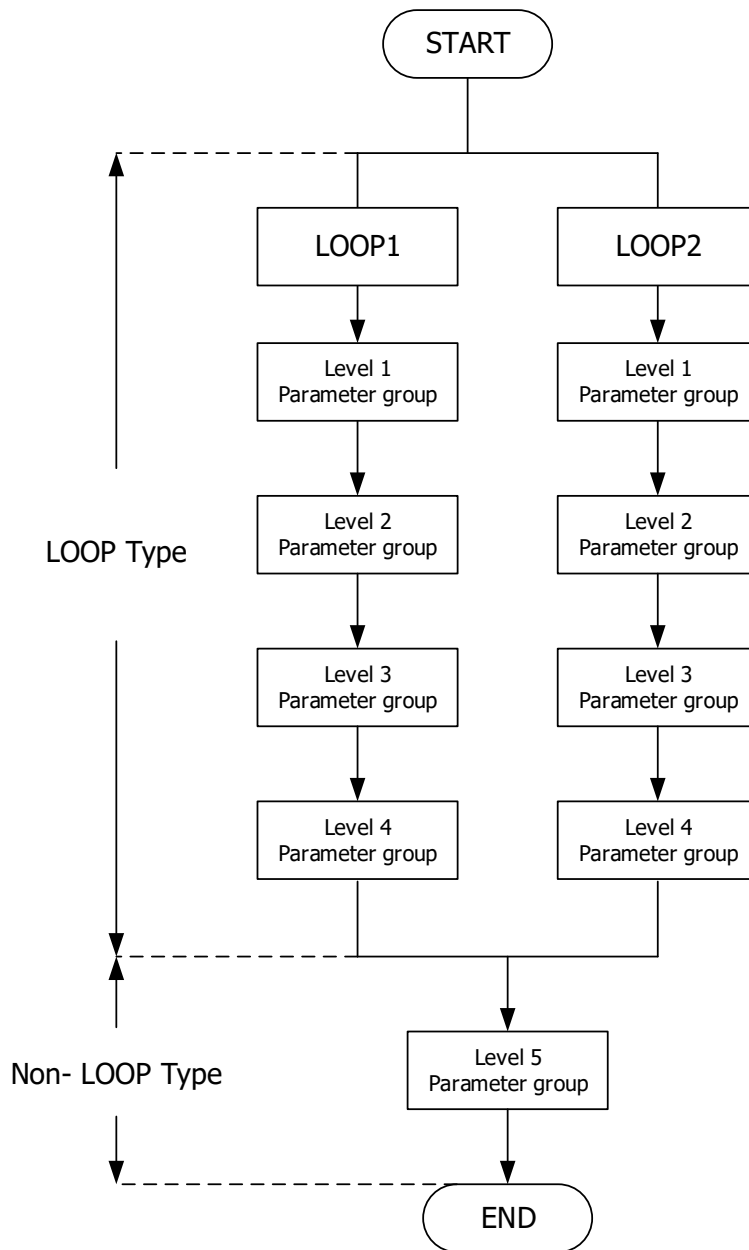 START
LOOP1
LOOP2
Level 1
Parameter group
Level 1
Parameter group
Level 2
Parameter group
Level 2
Parameter group
LOOP Type
Level 3
Parameter group
Level 3
Parameter group
Level 4
Parameter group
Level 4
Parameter group
Level 5
Parameter group
Non- LOOP Type
END